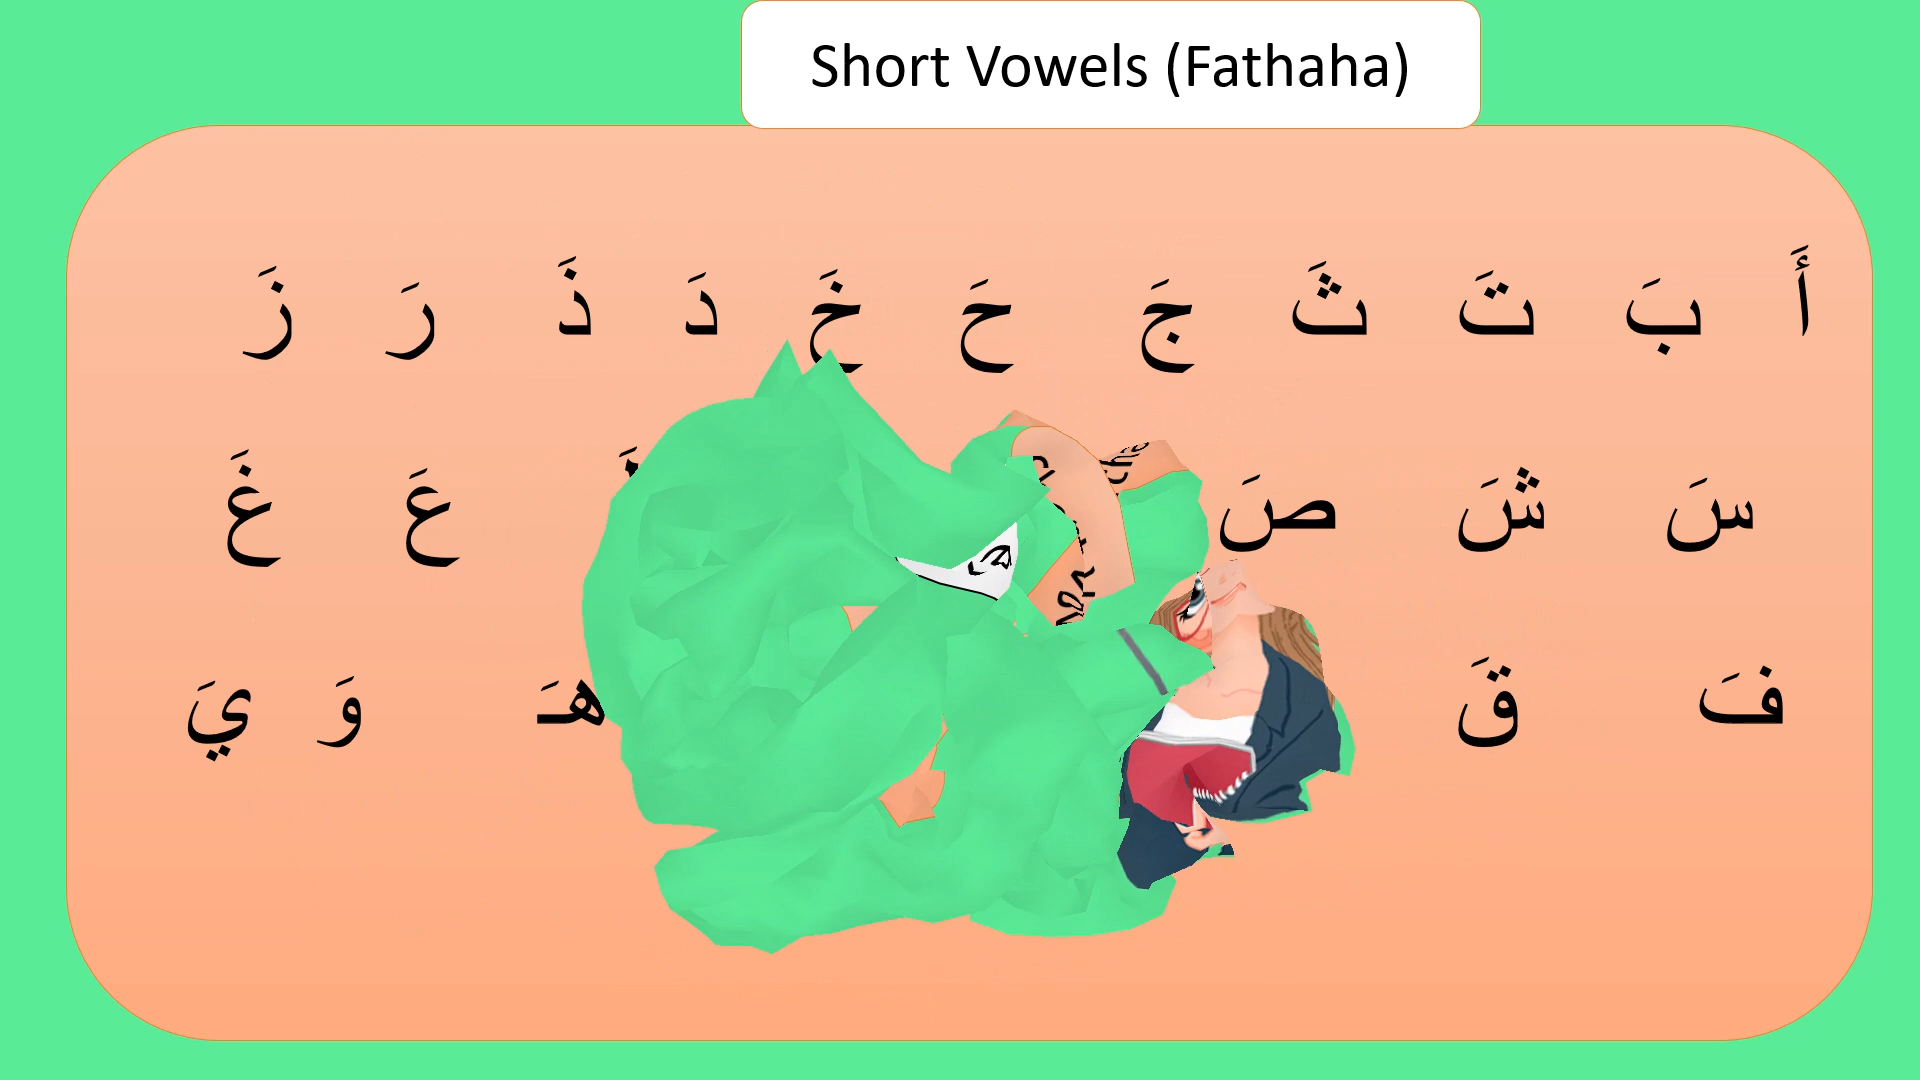 Short Vowels (Fathaha)
أَ بَ تَ ثَ جَ حَ خَ دَ ذَ رَ زَ
سَ شَ صَ عَ غَ
فَ قَ هَـ وَ يَ